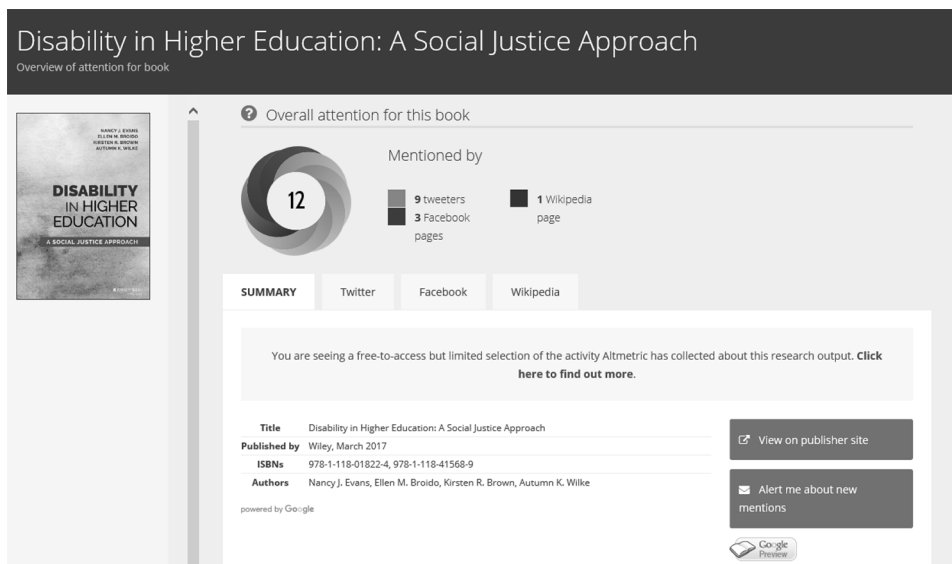 Disability in Higher Education: A Social Justice Approach
Overview of attention for book
NANCY J. EVANS
ELLEN M. BROIDO
KIRSTEN R. BROWN
AUTUMN K. WILKE
DISABILITY
IN HIGHER
EDUCATION
A SOCIAL JUSTICE APPROACH
? Overall attention for this book
12
Mentioned by
9 tweeters
3 Facebook
pages
1 Wikipedia
page
SUMMARY Twitter Facebook Wikipedia
You are seeing a free-to-access but limited selection of the activity Altmetric has collected about this research output. Click
here to find out more.
Title Disability in Higher Education: A Social Justice Approach
Published by Wiley, March 2017
ISBNs 978-1-118-01822-4, 978-1-118-41568-9
Authors Nancy J. Evans, Ellen M. Broido, Kirsten R. Brown, Autumn K. Wilke
powered by Google
View on publisher site
Alert me about new
mentions
Google
Preview